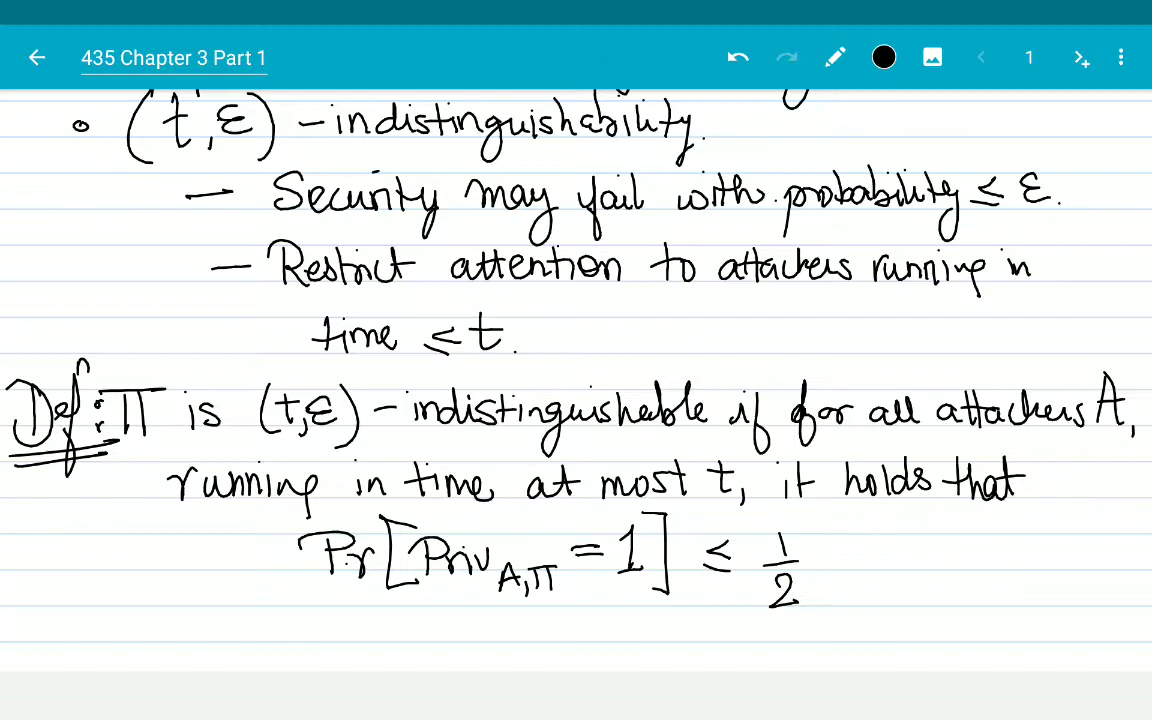 435 Chapter 3 Part 1
1
(t, ε) - indistinguishability.
— Security may fail with probability ≤ ε.
— Restrict attention to attackers running in
time ≤ t.
Def: Π is (t, ε) - indistinguishable if for all attackers A,
running in time at most t, it holds that
Pr[Priv_{A,Π} = 1] ≤ 1/2